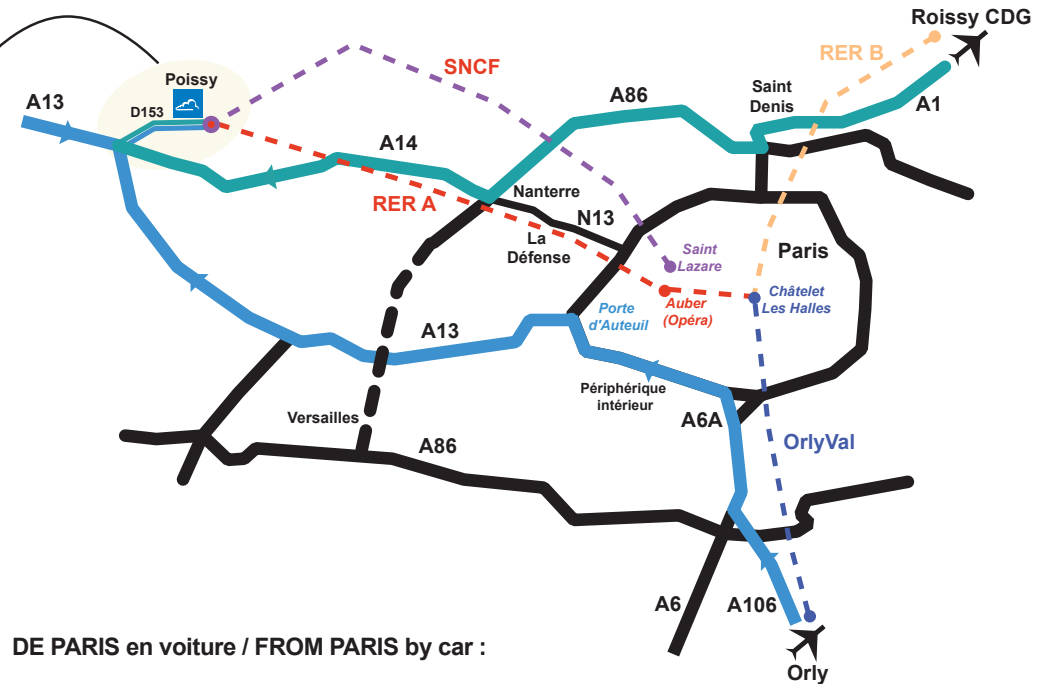 Roissy CDG
SNCF
RER B
Poissy
A13
D153
A86
Saint
Denis
A1
A14
RER A
Nanterre
N13
La
Défense
Saint
Lazare
Paris
Auber
(Opéra)
Châtelet
Les Halles
Porte
d'Auteuil
A13
Périphérique
intérieur
A6A
Versailles
A86
OrlyVal
A6
A106
DE PARIS en voiture / FROM PARIS by car :
Orly